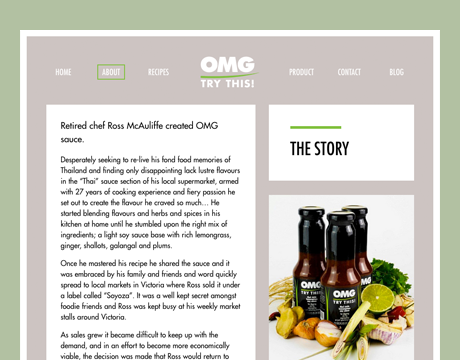 HOME
ABOUT
RECIPES
OMG
TRY THIS!
PRODUCT
CONTACT
BLOG
Retired chef Ross McAuliffe created OMG
sauce.
Desperately seeking to re-live his fond food memories of
Thailand and finding only disappointing lack lustre flavours
in the "Thai" sauce section of his local supermarket, armed
with 27 years of cooking experience and fiery passion he
set out to create the flavour he craved so much... He
started blending flavours and herbs and spices in his
kitchen at home until he stumbled upon the right mix of
ingredients; a light soy sauce base with rich lemongrass,
ginger, shallots, galangal and plums.
Once he mastered his recipe he shared the sauce and it
was embraced by his family and friends and word quickly
spread to local markets in Victoria where Ross sold it under
a label called "Soyaza". It was a well kept secret amongst
foodie friends and Ross was kept busy at his weekly market
stalls around Victoria.
As sales grew it became difficult to keep up with the
demand, and in an effort to become more economically
viable, the decision was made that Ross would return to
THE STORY
OMG
TRY THIS!
OMG
TRY THIS!
OMG